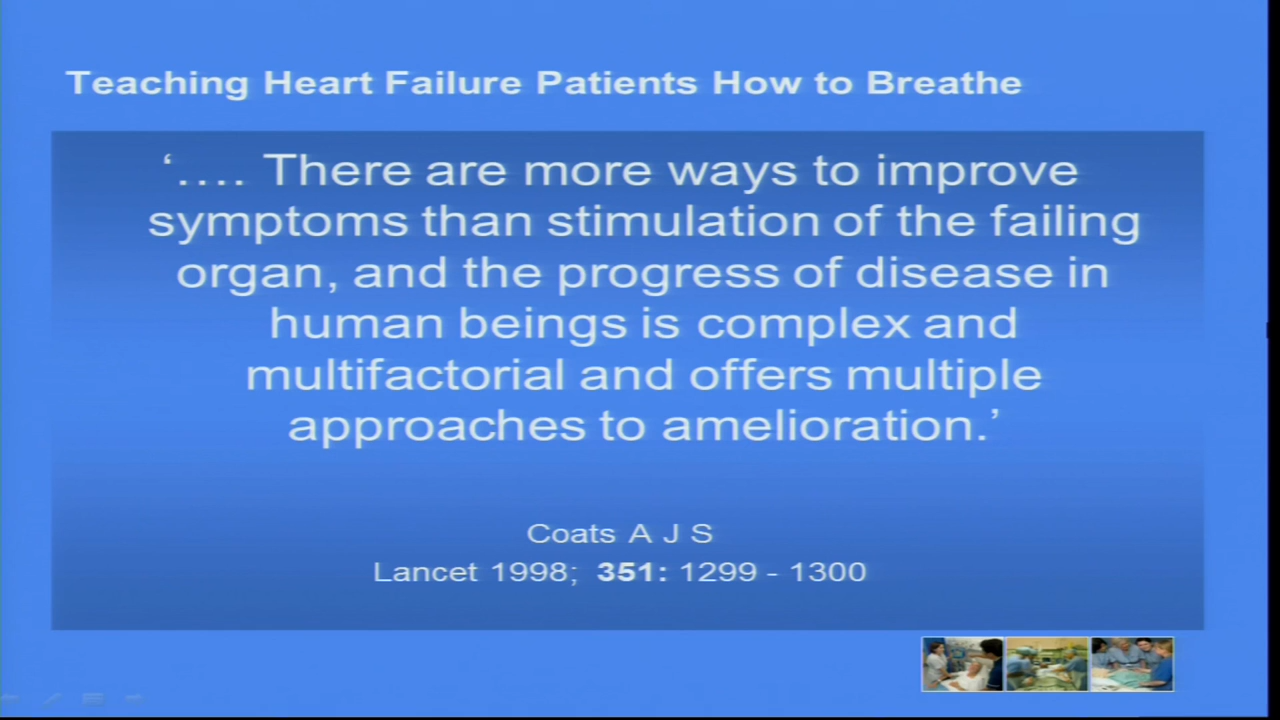 Teaching Heart Failure Patients How to Breathe
‘.... There are more ways to improve
symptoms than stimulation of the failing
organ, and the progress of disease in
human beings is complex and
multifactorial and offers multiple
approaches to amelioration.’
Coats A J S
Lancet 1998; 351: 1299 - 1300